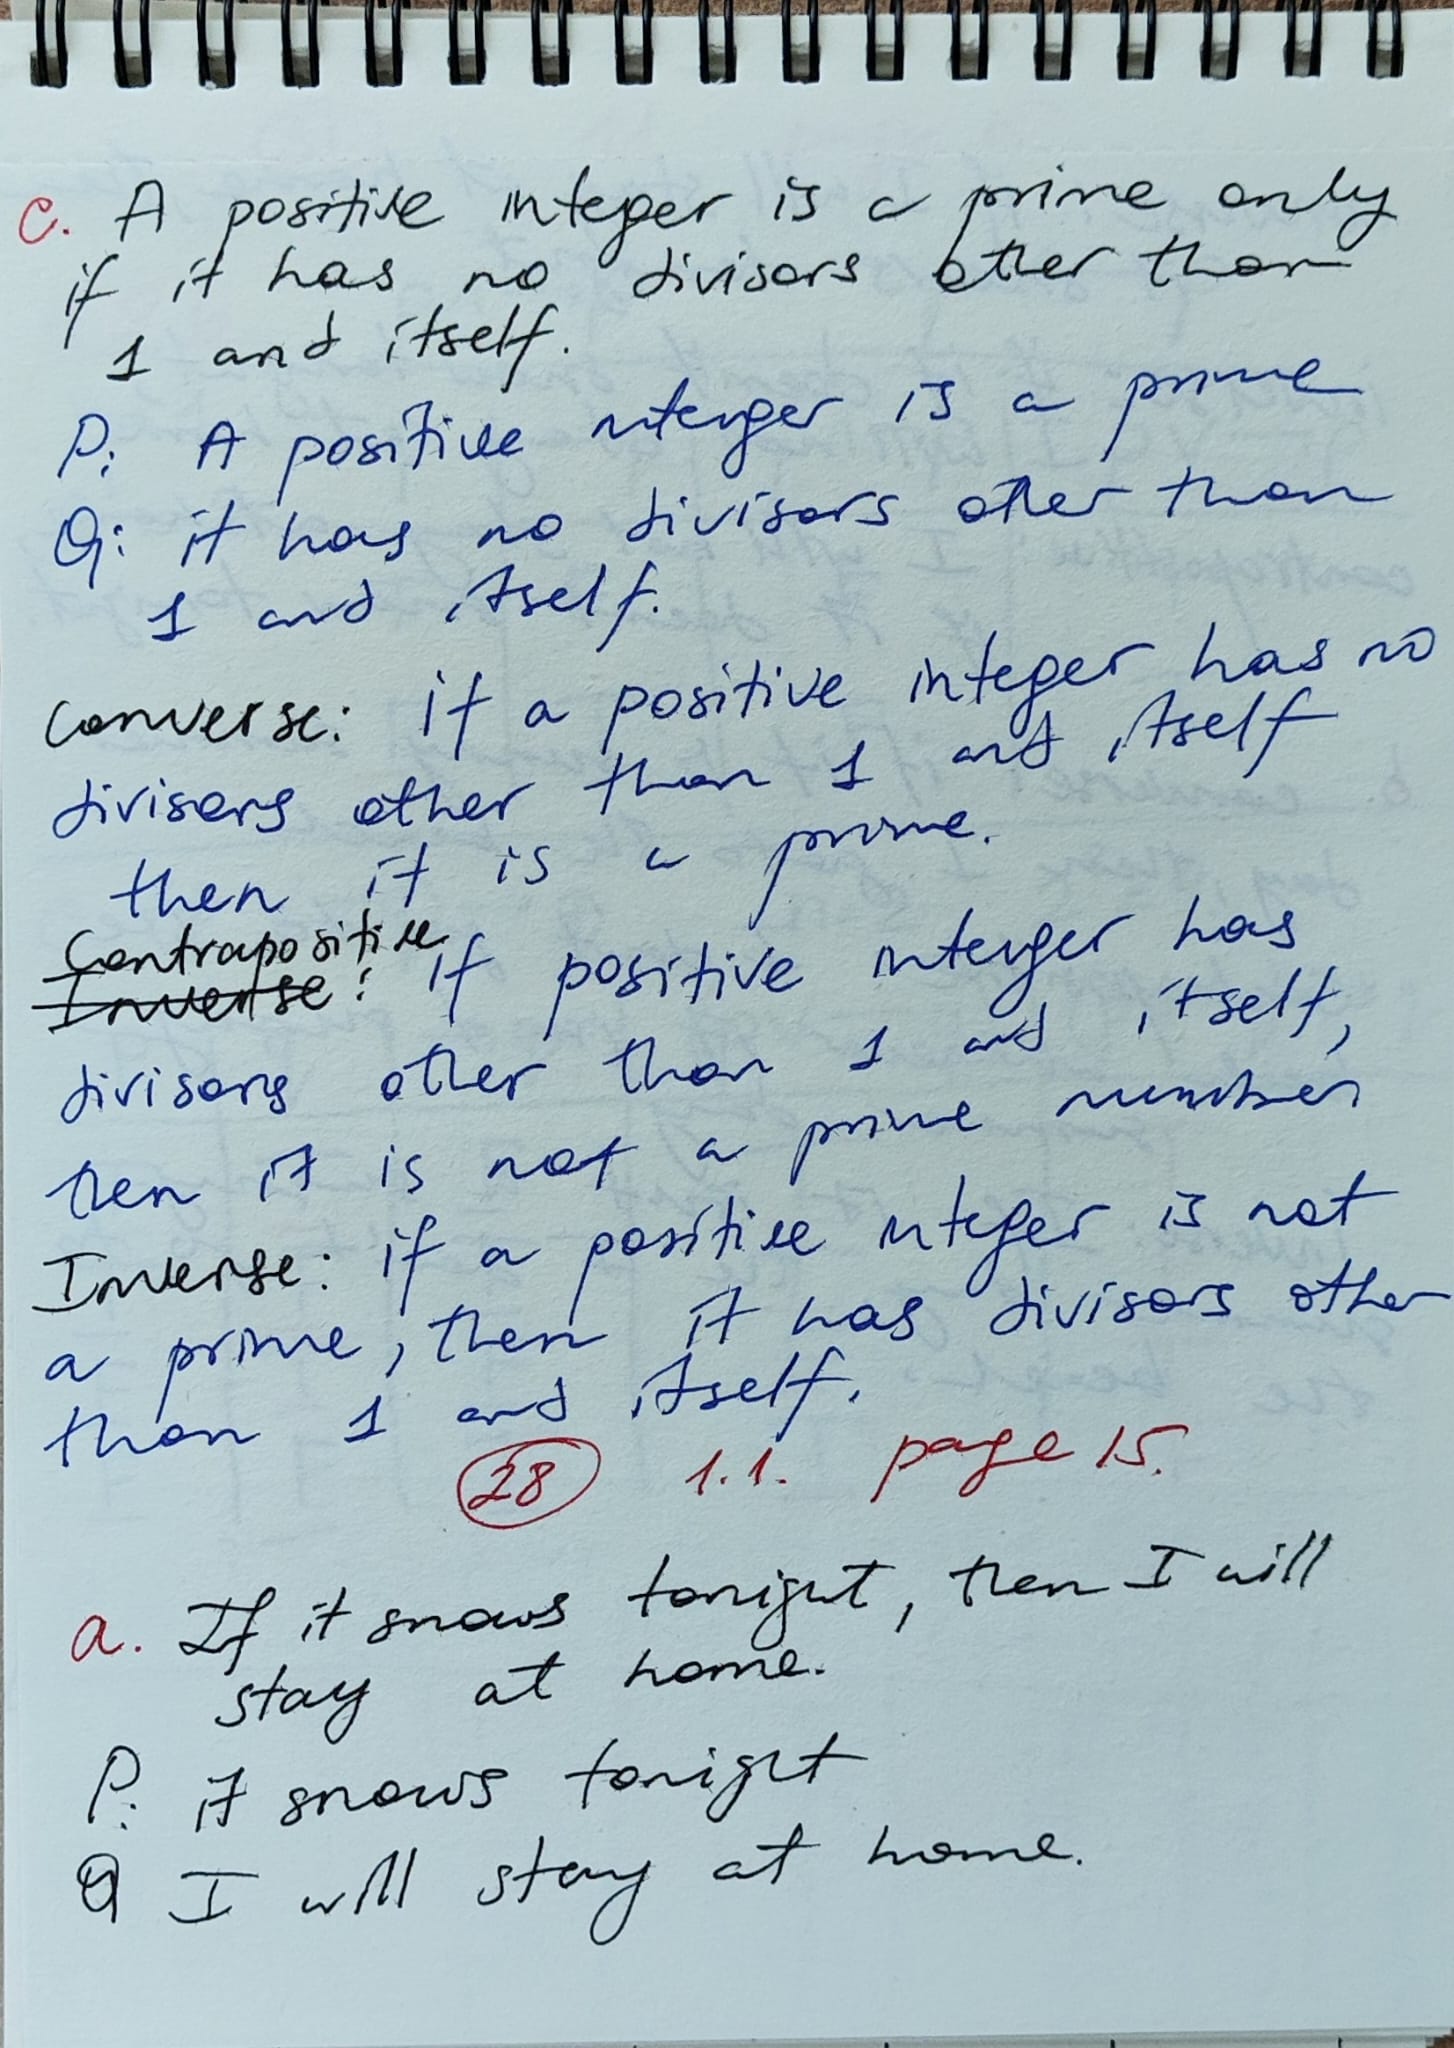 c. A positive integer is a prime only
if it has no divisors other than
1 and itself.
P: A positive interger is a prime
Q: it has no divisors other than
1 and itself.
Converse: if a positive integer has no
divisors other than 1 and itself
then it is a prime.
Contrapositive
Inverse: if positive interger has
divisors other than 1 and itself,
then it is not a prime number
Inverse: if a positive integer is not
a prime, then it has divisors other
than 1 and itself.
28 1.1. page 15.
a. If it snows tonight, then I will
stay at home.
P: it snows tonight
Q I will stay at home.